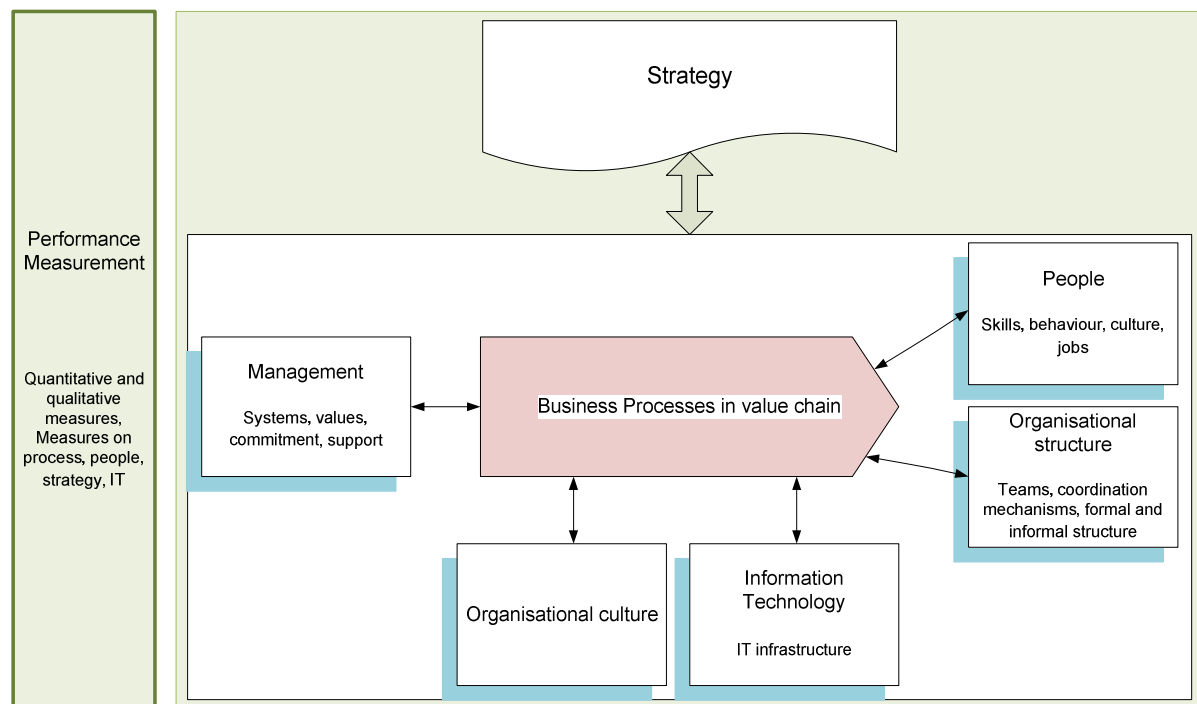 Strategy
Performance
Measurement
Quantitative and
qualitative
measures,
Measures on
process, people,
strategy, IT
People
Skills, behaviour, culture,
jobs
Management
Systems, values,
commitment, support
Business Processes in value chain
Organisational
structure
Teams, coordination
mechanisms, formal and
informal structure
Organisational culture
Information
Technology
IT infrastructure